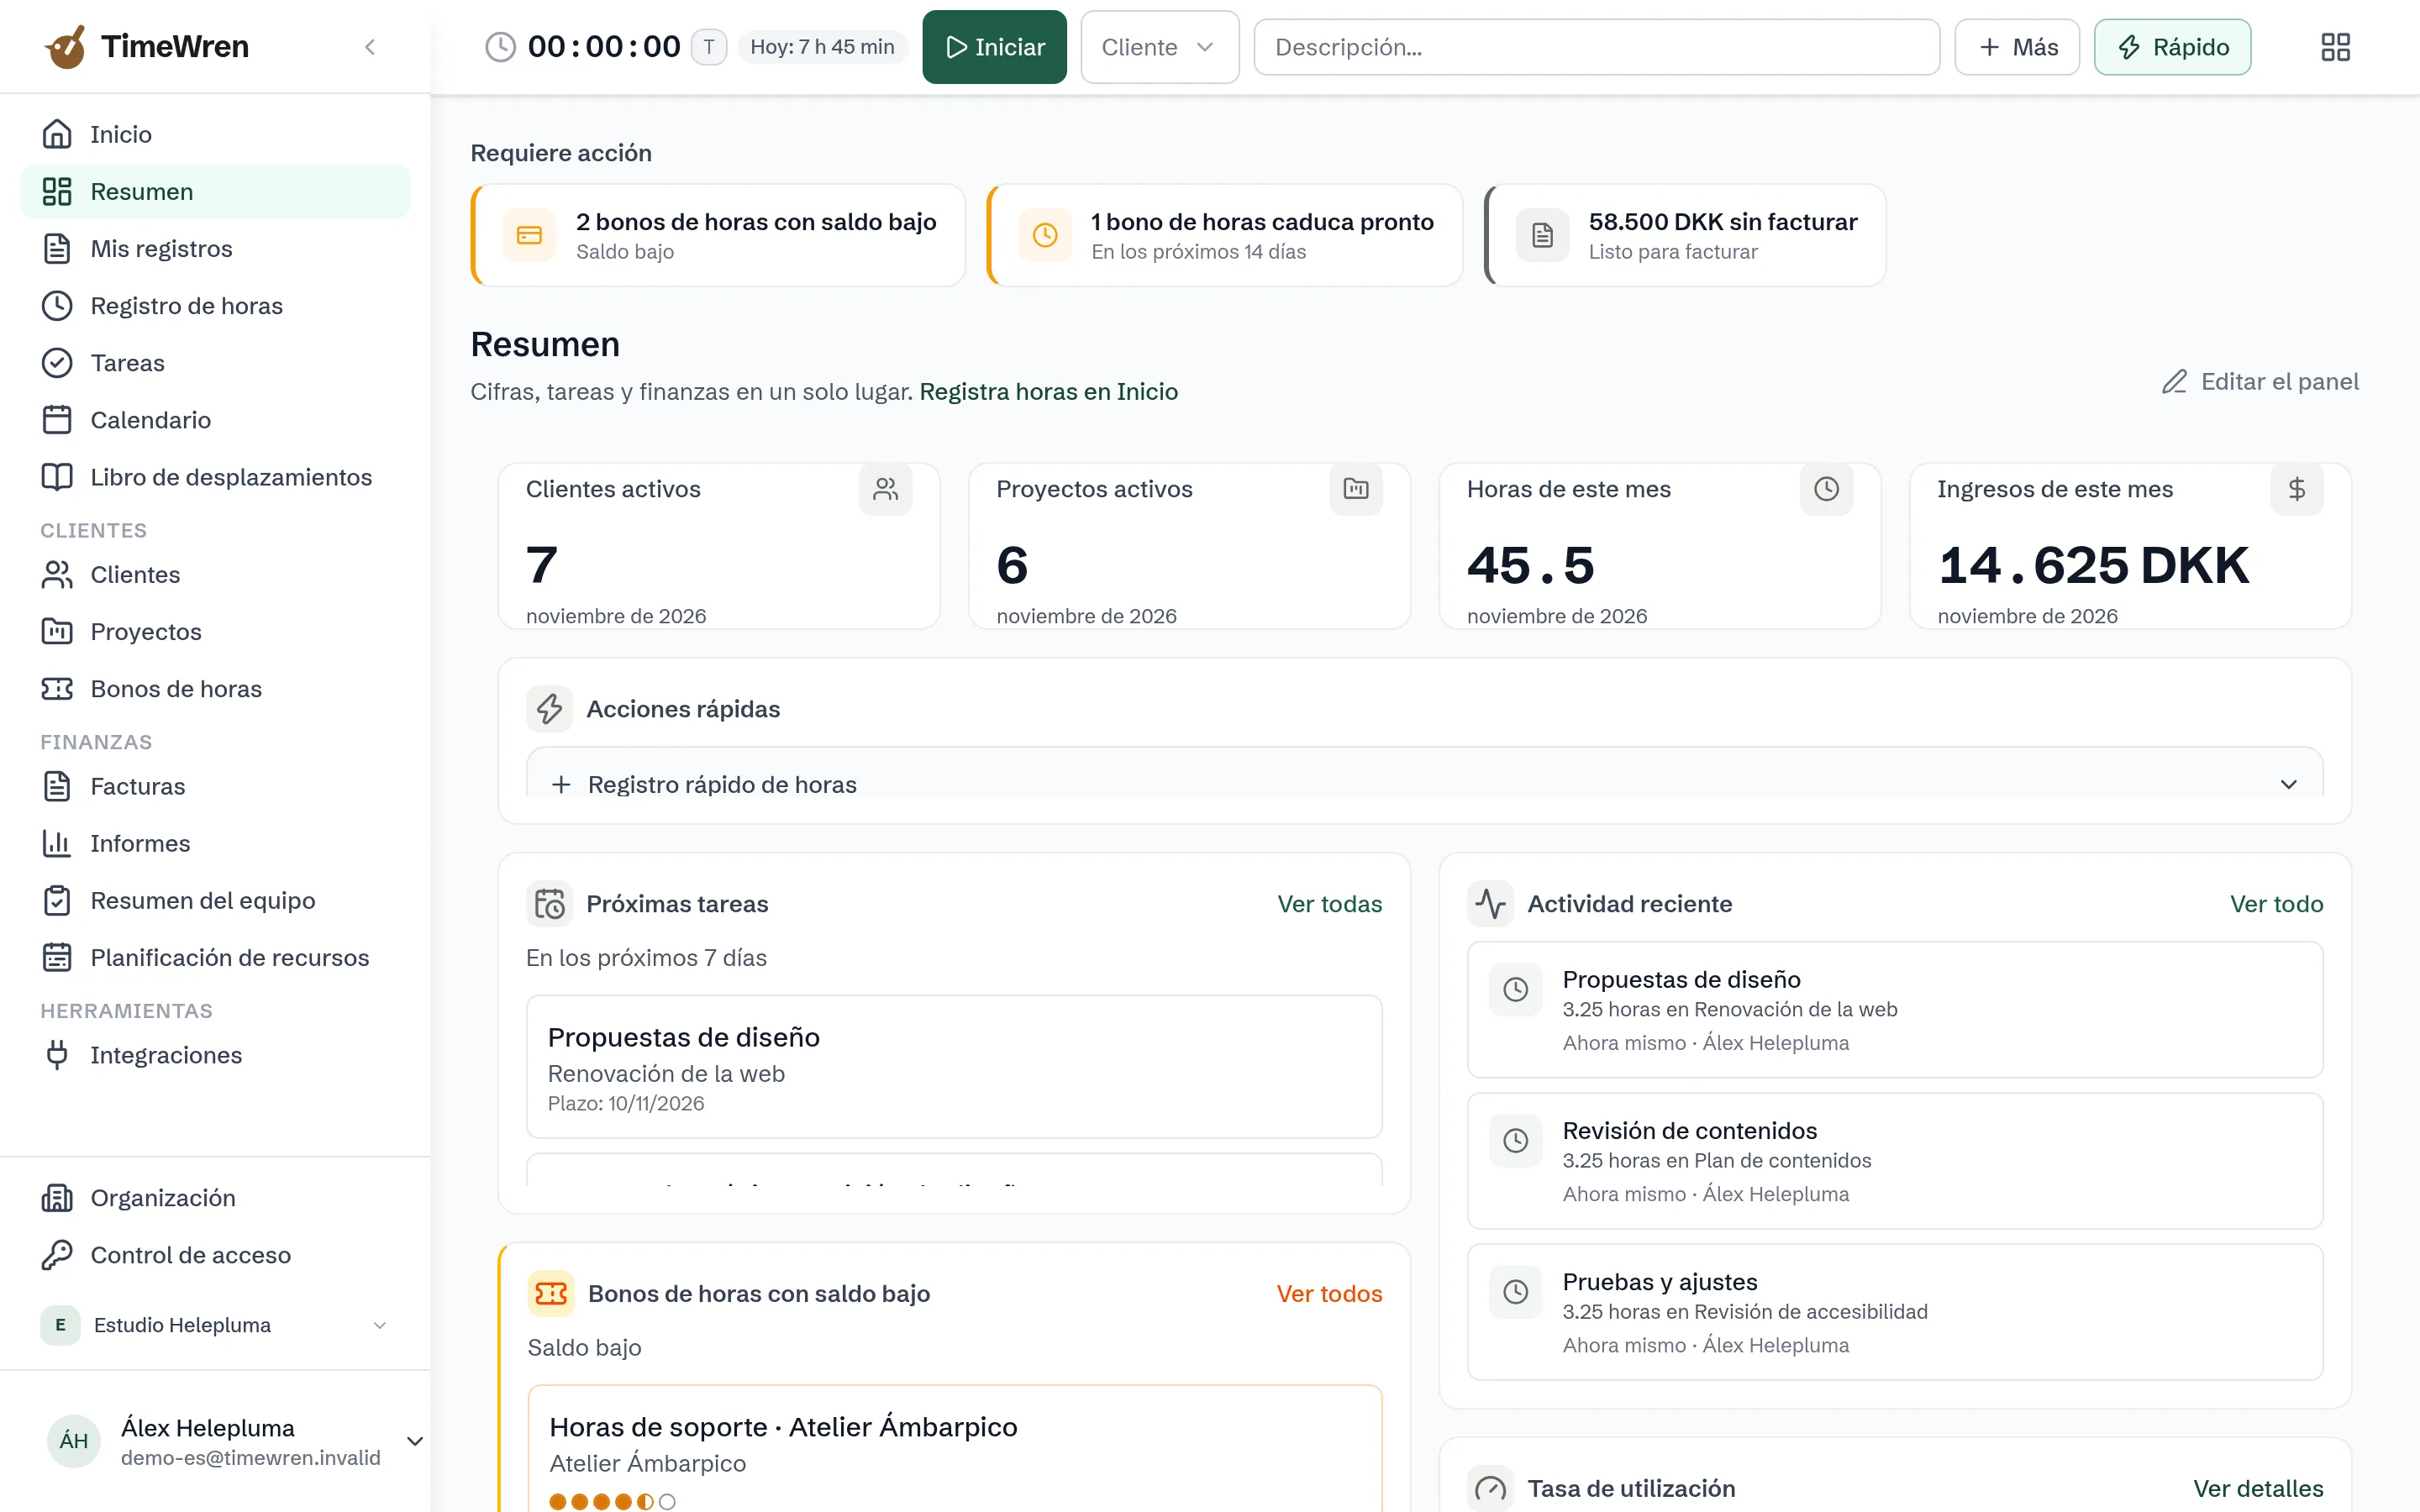 TimeWren
00:00:00
T
Hoy: 7 h 45 min
Iniciar
Cliente
Descripción...
Más
Rápido
Inicio
Resumen
Mis registros
Registro de horas
Tareas
Calendario
Libro de desplazamientos
CLIENTES
Clientes
Proyectos
Bonos de horas
FINANZAS
Facturas
Informes
Resumen del equipo
Planificación de recursos
HERRAMIENTAS
Integraciones
Organización
Control de acceso
E
Estudio Helepluma
ÁH
Álex Helepluma
demo-es@timewren.invalid
Requiere acción
2 bonos de horas con saldo bajo
Saldo bajo
1 bono de horas caduca pronto
En los próximos 14 días
58.500 DKK sin facturar
Listo para facturar
Resumen
Cifras, tareas y finanzas en un solo lugar. Registra horas en Inicio
Editar el panel
Clientes activos
7
noviembre de 2026
Proyectos activos
6
noviembre de 2026
Horas de este mes
45.5
noviembre de 2026
Ingresos de este mes
14.625 DKK
noviembre de 2026
Acciones rápidas
Registro rápido de horas
Próximas tareas
Ver todas
En los próximos 7 días
Propuestas de diseño
Renovación de la web
Plazo: 10/11/2026
Bonos de horas con saldo bajo
Ver todos
Saldo bajo
Horas de soporte · Atelier Ámbarpico
Atelier Ámbarpico
Actividad reciente
Ver todo
Propuestas de diseño
3.25 horas en Renovación de la web
Ahora mismo · Álex Helepluma
Revisión de contenidos
3.25 horas en Plan de contenidos
Ahora mismo · Álex Helepluma
Pruebas y ajustes
3.25 horas en Revisión de accesibilidad
Ahora mismo · Álex Helepluma
Tasa de utilización
Ver detalles